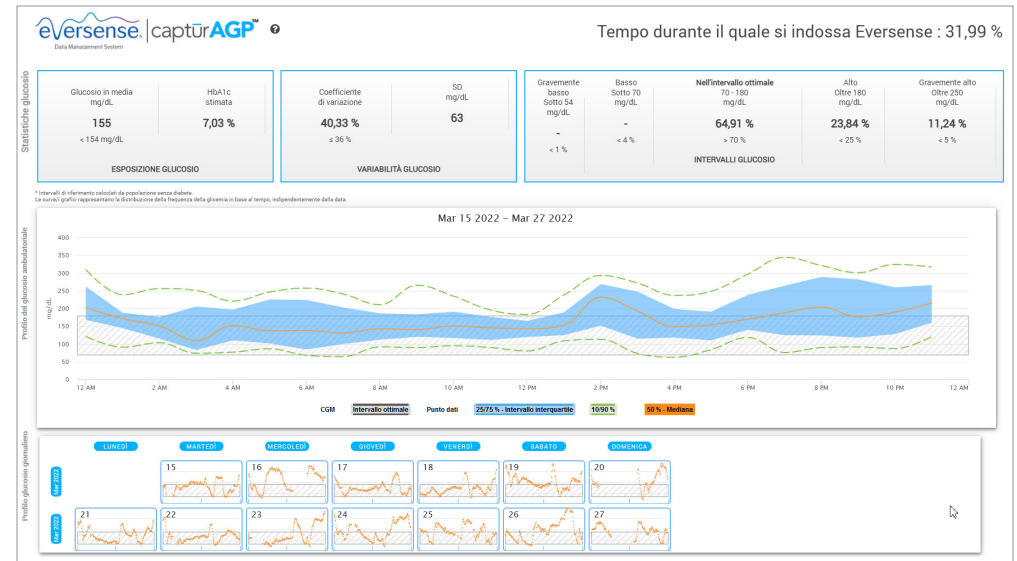 eversense. | captūrAGP™
Data Management System
Tempo durante il quale si indossa Eversense : 31,99 %
Statistiche glucosio
Glucosio in media
mg/dL
155
< 154 mg/dL
HbA1c
stimata
7,03 %
ESPOSIZIONE GLUCOSIO
Coefficiente
di variazione
40,33 %
≤ 36 %
SD
mg/dL
63
VARIABILITÀ GLUCOSIO
Gravemente
basso
Sotto 54
mg/dL
-
< 1 %
Basso
Sotto 70
mg/dL
-
< 4 %
Nell'intervallo ottimale
70 - 180
mg/dL
64,91 %
> 70 %
Alto
Oltre 180
mg/dL
23,84 %
< 25 %
Gravemente alto
Oltre 250
mg/dL
11,24 %
< 5 %
INTERVALLI GLUCOSIO
* Intervalli di riferimento calcolati da popolazione senza diabete.
Le curve/i grafici rappresentano la distribuzione della frequenza della glicemia in base al tempo, indipendentemente dalla data.
Profilo del glucosio ambulatoriale
Mar 15 2022 – Mar 27 2022
mg/dL
400
350
300
250
200
150
100
50
0
12 AM 2 AM 4 AM 6 AM 8 AM 10 AM 12 PM 2 PM 4 PM 6 PM 8 PM 10 PM 12 AM
CGM Intervallo ottimale Punto dati 25/75 % - Intervallo interquartile 10/90 % 50 % - Mediana
Profilo glucosio giornaliero
LUNEDÌ MARTEDÌ MERCOLEDÌ GIOVEDÌ VENERDÌ SABATO DOMENICA
Mar 2022
15 16 17 18 19 20
Mar 2022
21 22 23 24 25 26 27